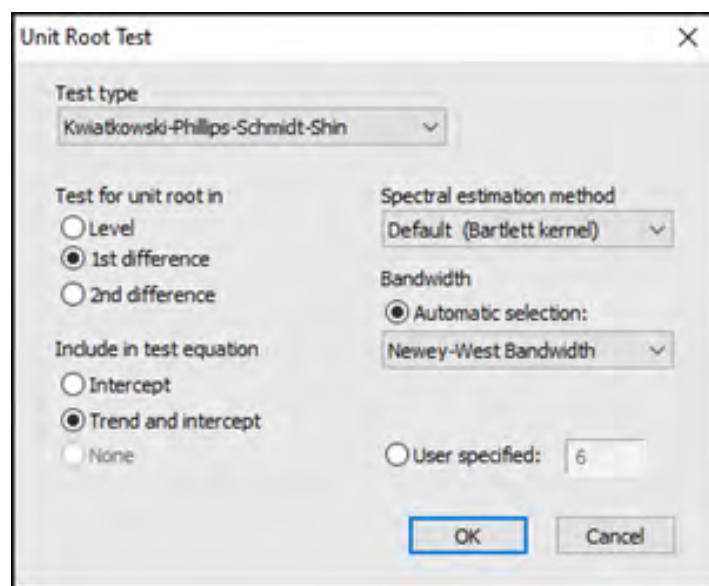 Unit Root Test
Test type
Kwiatkowski-Phillips-Schmidt-Shin
Test for unit root in
Level
1st difference
2nd difference
Include in test equation
Intercept
Trend and intercept
None
Spectral estimation method
Default (Bartlett kernel)
Bandwidth
Automatic selection:
Newey-West Bandwidth
User specified: 6
OK Cancel